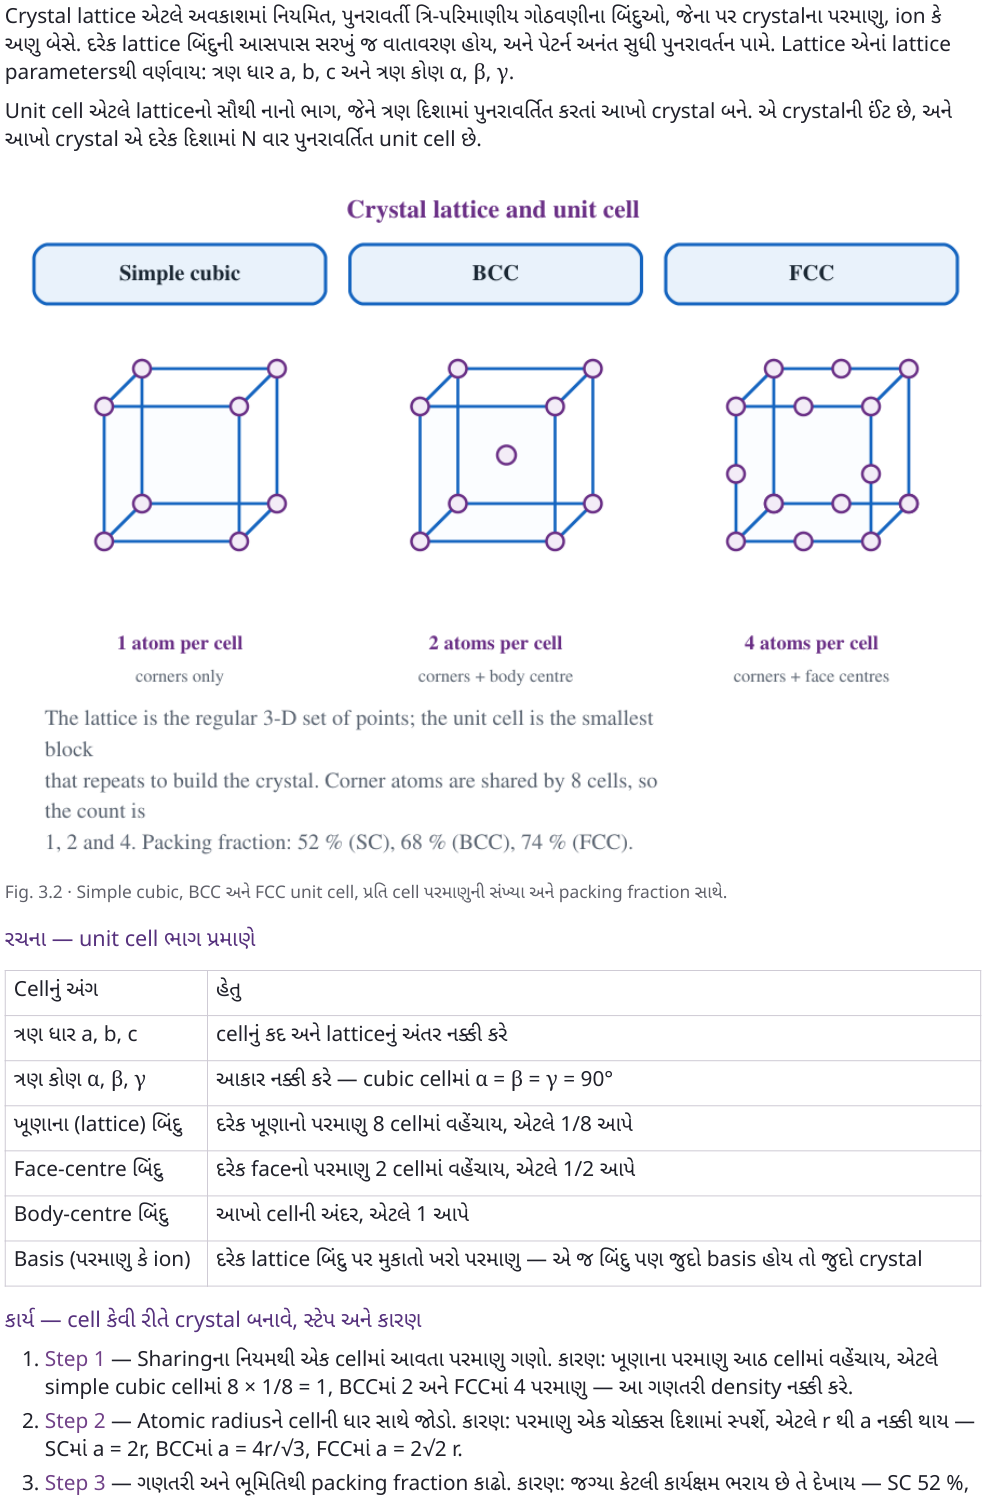 Crystal lattice એટલે અવકાશમાં નિયમિત, પુનરાવર્તી ત્રિ-પરિમાણીય ગોઠવણીના બિંદુઓ, જેના પર crystalના પરમાણુ, ion કે
અણુ બેસે. દરેક lattice બિંદુની આસપાસ સરખું જ વાતાવરણ હોય, અને પેટર્ન અનંત સુધી પુનરાવર્તન પામે. Lattice એનાં lattice
parametersથી વર્ણવાય: ત્રણ ધાર a, b, c અને ત્રણ કોણ α, β, γ.
Unit cell એટલે latticeનો સૌથી નાનો ભાગ, જેને ત્રણ દિશામાં પુનરાવર્તિત કરતાં આખો crystal બને. એ crystalની ઈંટ છે, અને
આખો crystal એ દરેક દિશામાં N વાર પુનરાવર્તિત unit cell છે.
Crystal lattice and unit cell
Simple cubic
BCC
FCC
1 atom per cell
2 atoms per cell
4 atoms per cell
corners only
corners + body centre
corners + face centres
The lattice is the regular 3-D set of points; the unit cell is the smallest
block
that repeats to build the crystal. Corner atoms are shared by 8 cells, so
the count is
1, 2 and 4. Packing fraction: 52 % (SC), 68 % (BCC), 74 % (FCC).
Fig. 3.2 · Simple cubic, BCC અને FCC unit cell, પ્રતિ cell પરમાણુની સંખ્યા અને packing fraction સાથે.
રચના — unit cell ભાગ પ્રમાણે
Cellનું અંગ
હેતુ
ત્રણ ધાર a, b, c
cellનું કદ અને latticeનું અંતર નક્કી કરે
ત્રણ કોણ α, β, γ
આકાર નક્કી કરે — cubic cellમાં α = β = γ = 90°
ખૂણાના (lattice) બિંદુ
દરેક ખૂણાનો પરમાણુ 8 cellમાં વહેંચાય, એટલે 1/8 આપે
Face-centre બિંદુ
દરેક faceનો પરમાણુ 2 cellમાં વહેંચાય, એટલે 1/2 આપે
Body-centre બિંદુ
આખો cellની અંદર, એટલે 1 આપે
Basis (પરમાણુ કે ion)
દરેક lattice બિંદુ પર મુકાતો ખરો પરમાણુ — એ જ બિંદુ પણ જુદો basis હોય તો જુદો crystal
કાર્ય — cell કેવી રીતે crystal બનાવે, સ્ટેપ અને કારણ
1. Step 1 — Sharingના નિયમથી એક cellમાં આવતા પરમાણુ ગણો. કારણ: ખૂણાના પરમાણુ આઠ cellમાં વહેંચાય, એટલે
simple cubic cellમાં 8 × 1/8 = 1, BCCમાં 2 અને FCCમાં 4 પરમાણુ — આ ગણતરી density નક્કી કરે.
2. Step 2 — Atomic radiusને cellની ધાર સાથે જોડો. કારણ: પરમાણુ એક ચોક્કસ દિશામાં સ્પર્શે, એટલે r થી a નક્કી થાય —
SCમાં a = 2r, BCCમાં a = 4r/√3, FCCમાં a = 2√2 r.
3. Step 3 — ગણતરી અને ભૂમિતિથી packing fraction કાઢો. કારણ: જગ્યા કેટલી કાર્યક્ષમ ભરાય છે તે દેખાય — SC 52 %,